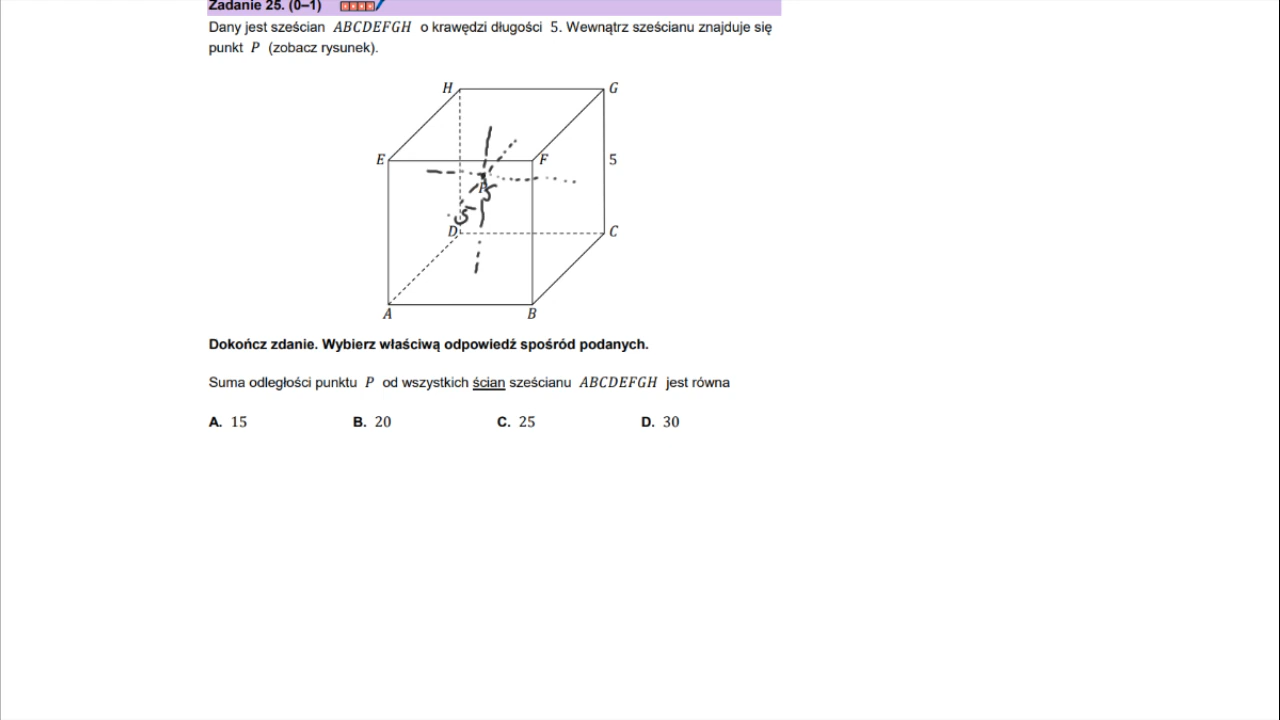 Zadanie 25. (0–1)
Dany jest sześcian ABCDEFGH o krawędzi długości 5. Wewnątrz sześcianu znajduje się
punkt P (zobacz rysunek).
H G
E F 5
P
5 5
D C
A B
Dokończ zdanie. Wybierz właściwą odpowiedź spośród podanych.
Suma odległości punktu P od wszystkich ścian sześcianu ABCDEFGH jest równa
A. 15 B. 20 C. 25 D. 30